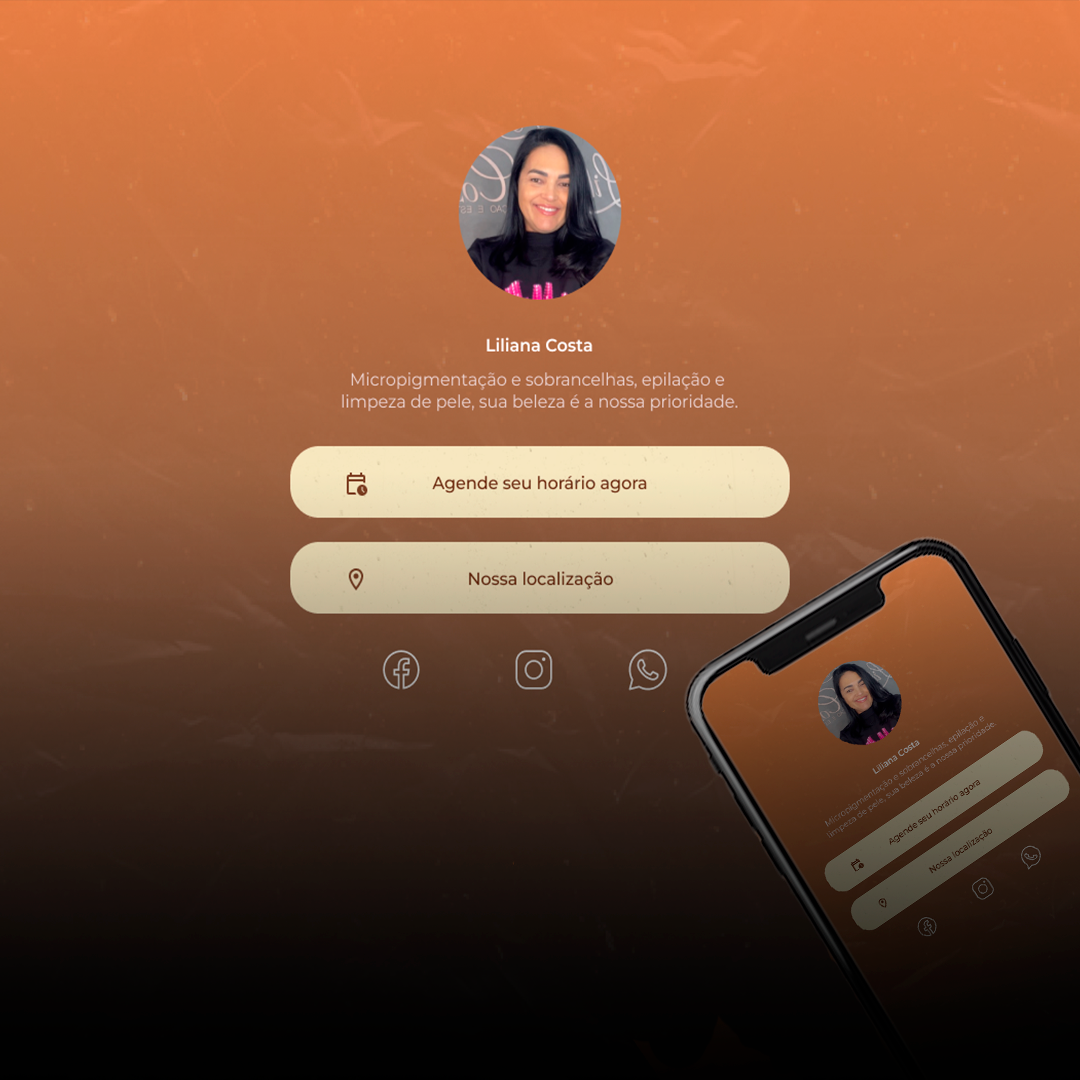 Liliana Costa
Micropigmentação e sobrancelhas, epilação e
limpeza de pele, sua beleza é a nossa prioridade.
Agende seu horário agora
Nossa localização
Liliana Costa
Micropigmentação e sobrancelhas, epilação e
limpeza de pele, sua beleza é a nossa prioridade.
Agende seu horário agora
Nossa localização